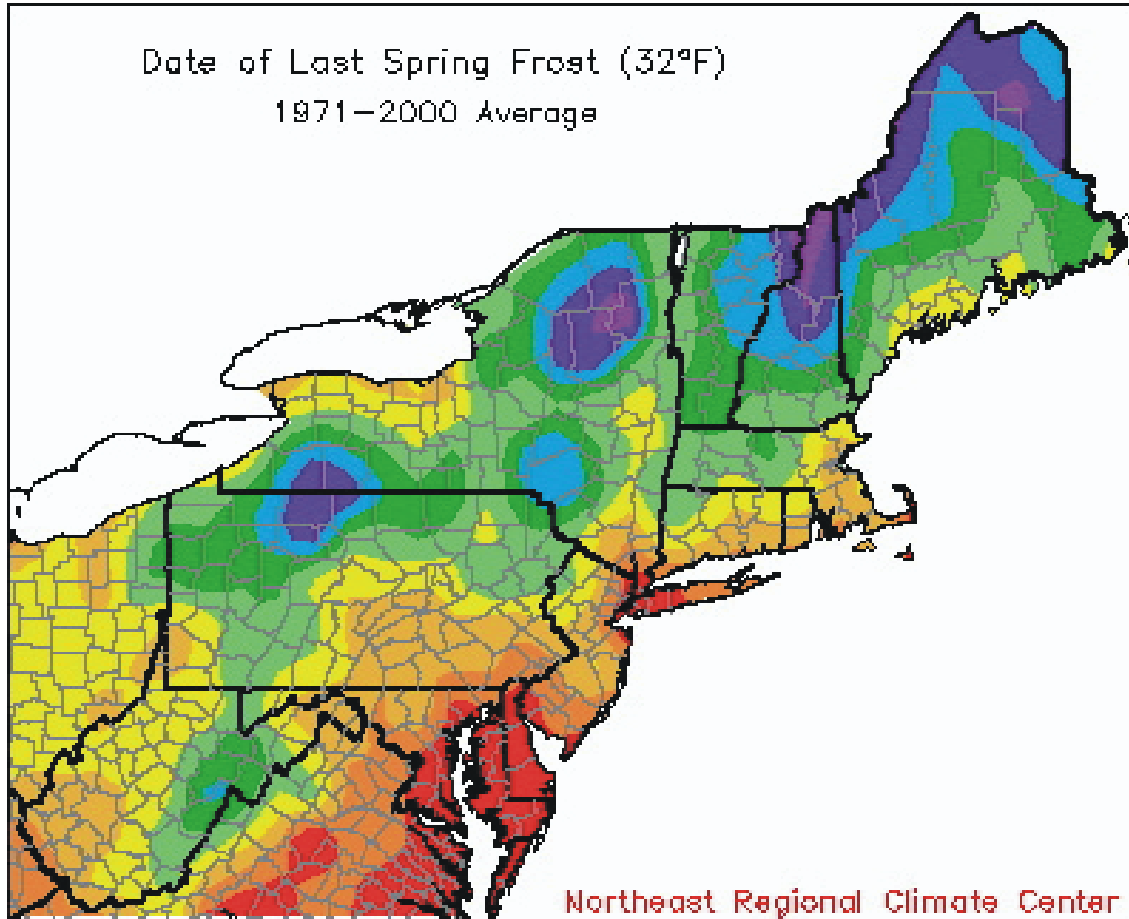 Date of Last Spring Frost (32°F)
1971-2000 Average
Northeast Regional Climate Center